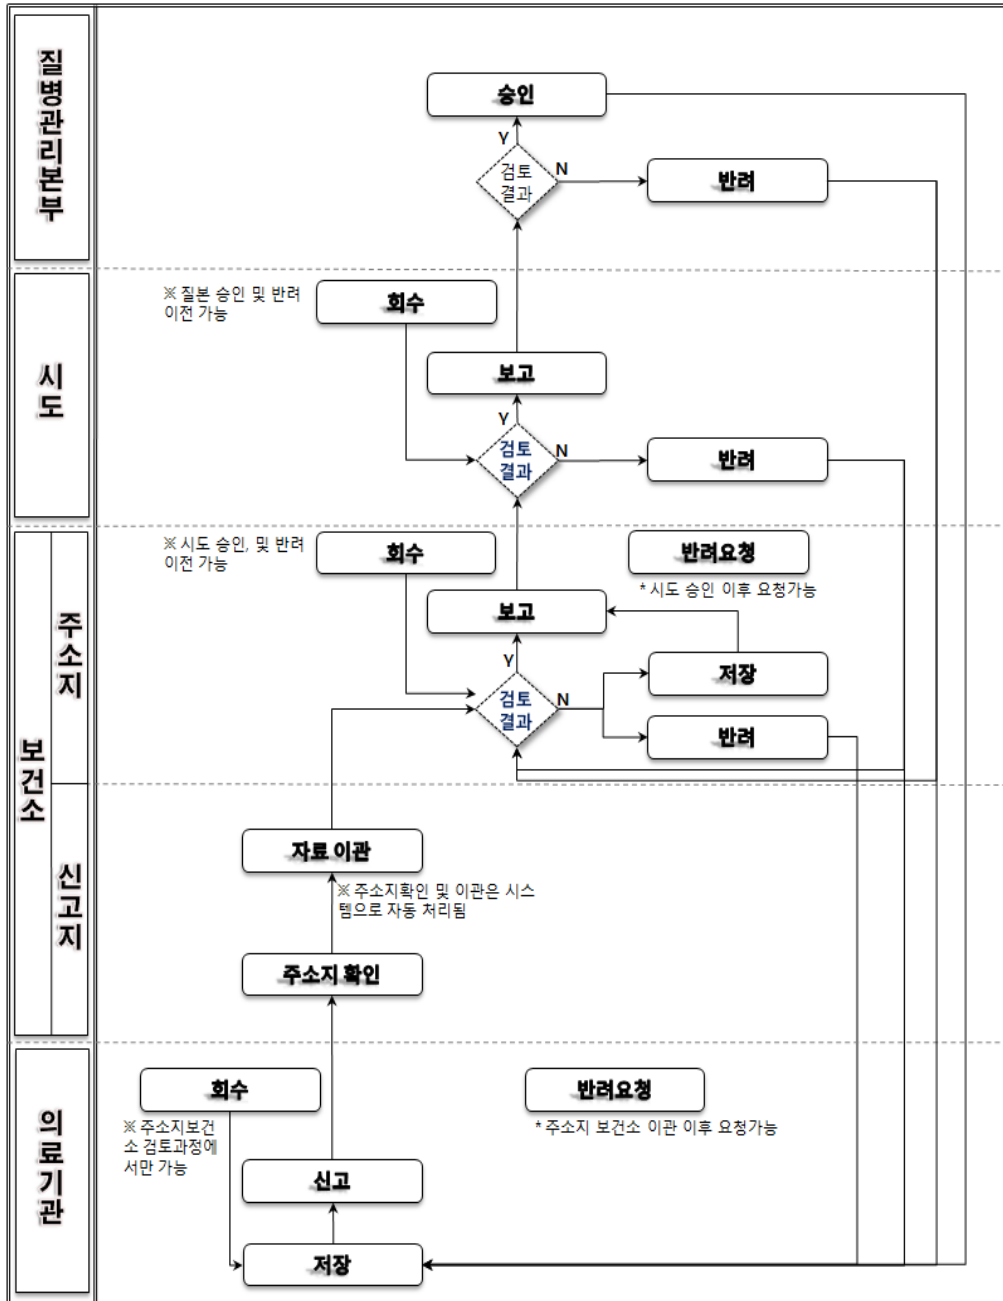 질병관리본부
승인
Y
검토
결과
N
반려
시도
※ 질본 승인 및 반려
이전 가능
회수
보고
Y
검토
결과
N
반려
보건소
주소지
※ 시도 승인, 및 반려
이전 가능
회수
반려요청
* 시도 승인 이후 요청가능
보고
Y
검토
결과
N
저장
반려
신고지
자료 이관
※ 주소지확인 및 이관은 시스
템으로 자동 처리됨
주소지 확인
의료기관
회수
※ 주소지보건
소 검토과정에
서만 가능
반려요청
* 주소지 보건소 이관 이후 요청가능
신고
저장